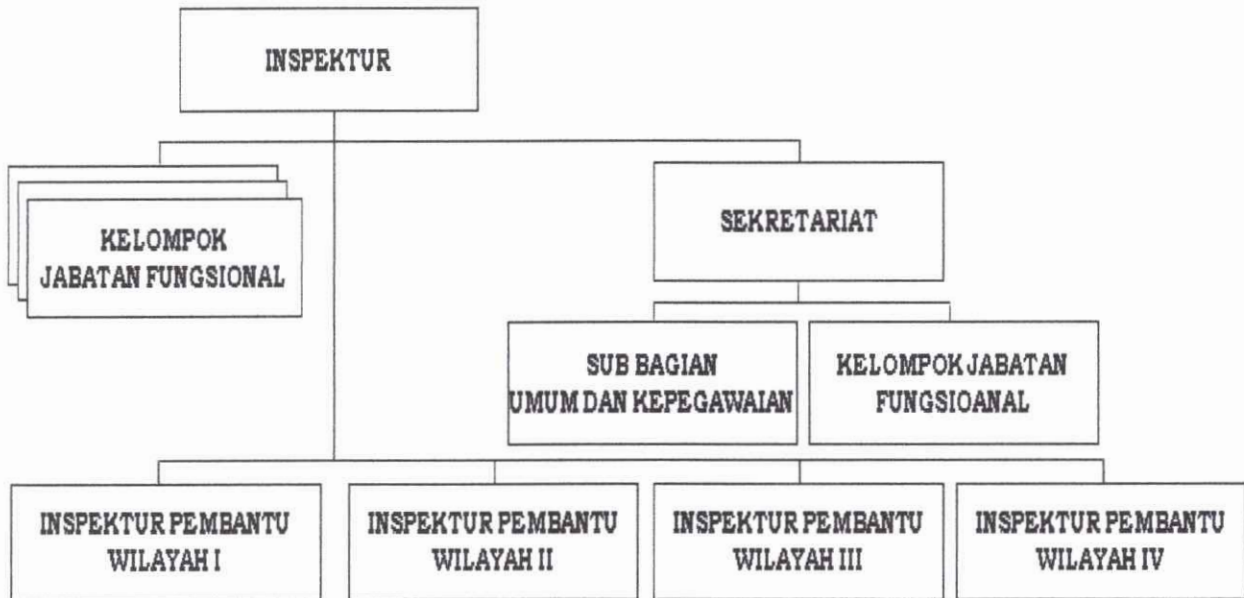 INSPEKTUR
KELOMPOK
JABATAN FUNGSIONAL
SEKRETARIAT
SUB BAGIAN
UMUM DAN KEPEGAWAIAN
KELOMPOK JABATAN
FUNGSIOANAL
INSPEKTUR PEMBANTU
WILAYAH I
INSPEKTUR PEMBANTU
WILAYAH II
INSPEKTUR PEMBANTU
WILAYAH III
INSPEKTUR PEMBANTU
WILAYAH IV